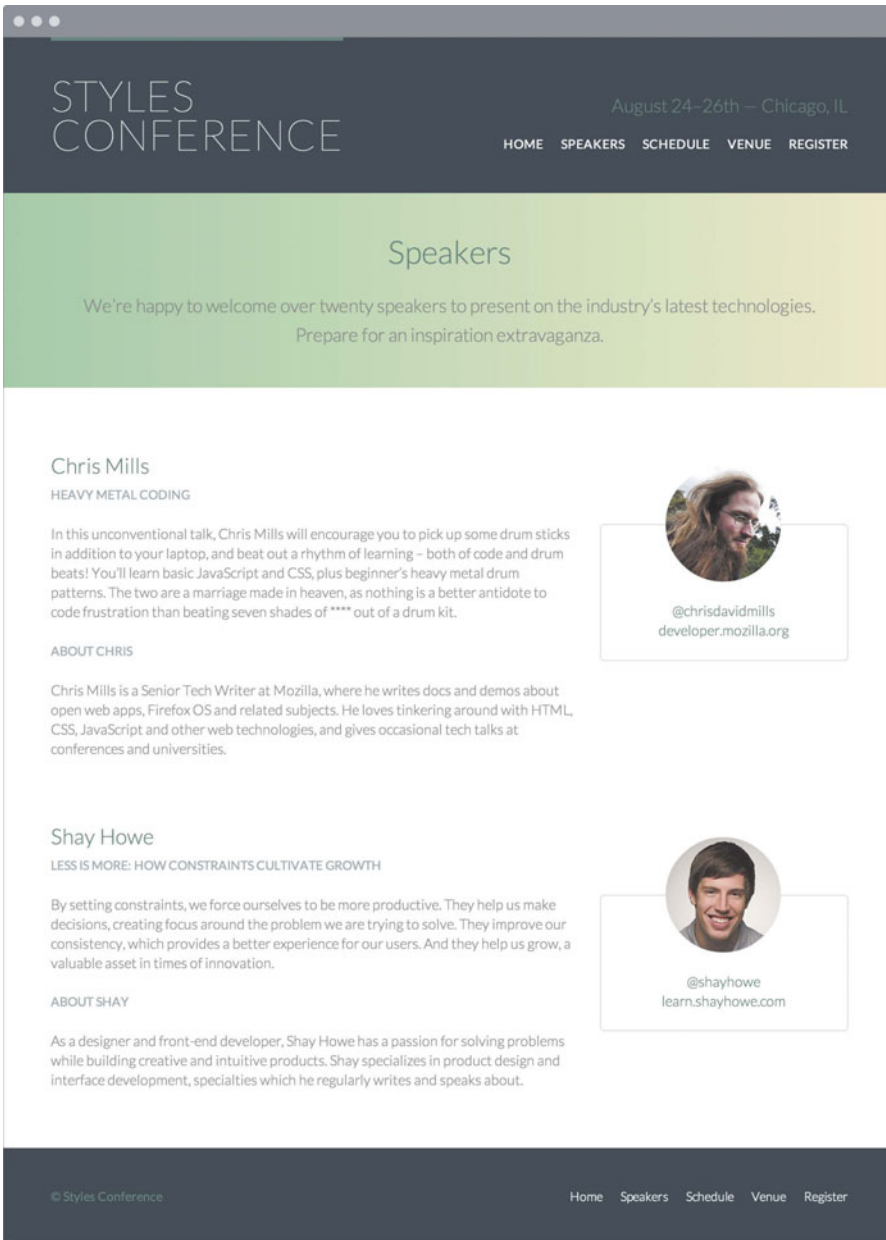 STYLES
CONFERENCE
August 24–26th — Chicago, IL
HOME SPEAKERS SCHEDULE VENUE REGISTER
Speakers
We're happy to welcome over twenty speakers to present on the industry's latest technologies.
Prepare for an inspiration extravaganza.
Chris Mills
HEAVY METAL CODING
In this unconventional talk, Chris Mills will encourage you to pick up some drum sticks
in addition to your laptop, and beat out a rhythm of learning – both of code and drum
beats! You'll learn basic JavaScript and CSS, plus beginner's heavy metal drum
patterns. The two are a marriage made in heaven, as nothing is a better antidote to
code frustration than beating seven shades of **** out of a drum kit.
ABOUT CHRIS
Chris Mills is a Senior Tech Writer at Mozilla, where he writes docs and demos about
open web apps, Firefox OS and related subjects. He loves tinkering around with HTML,
CSS, JavaScript and other web technologies, and gives occasional tech talks at
conferences and universities.
@chrisdavidmills
developer.mozilla.org
Shay Howe
LESS IS MORE: HOW CONSTRAINTS CULTIVATE GROWTH
By setting constraints, we force ourselves to be more productive. They help us make
decisions, creating focus around the problem we are trying to solve. They improve our
consistency, which provides a better experience for our users. And they help us grow, a
valuable asset in times of innovation.
ABOUT SHAY
As a designer and front-end developer, Shay Howe has a passion for solving problems
while building creative and intuitive products. Shay specializes in product design and
interface development, specialties which he regularly writes and speaks about.
@shayhowe
learn.shayhowe.com
© Styles Conference
Home Speakers Schedule Venue Register